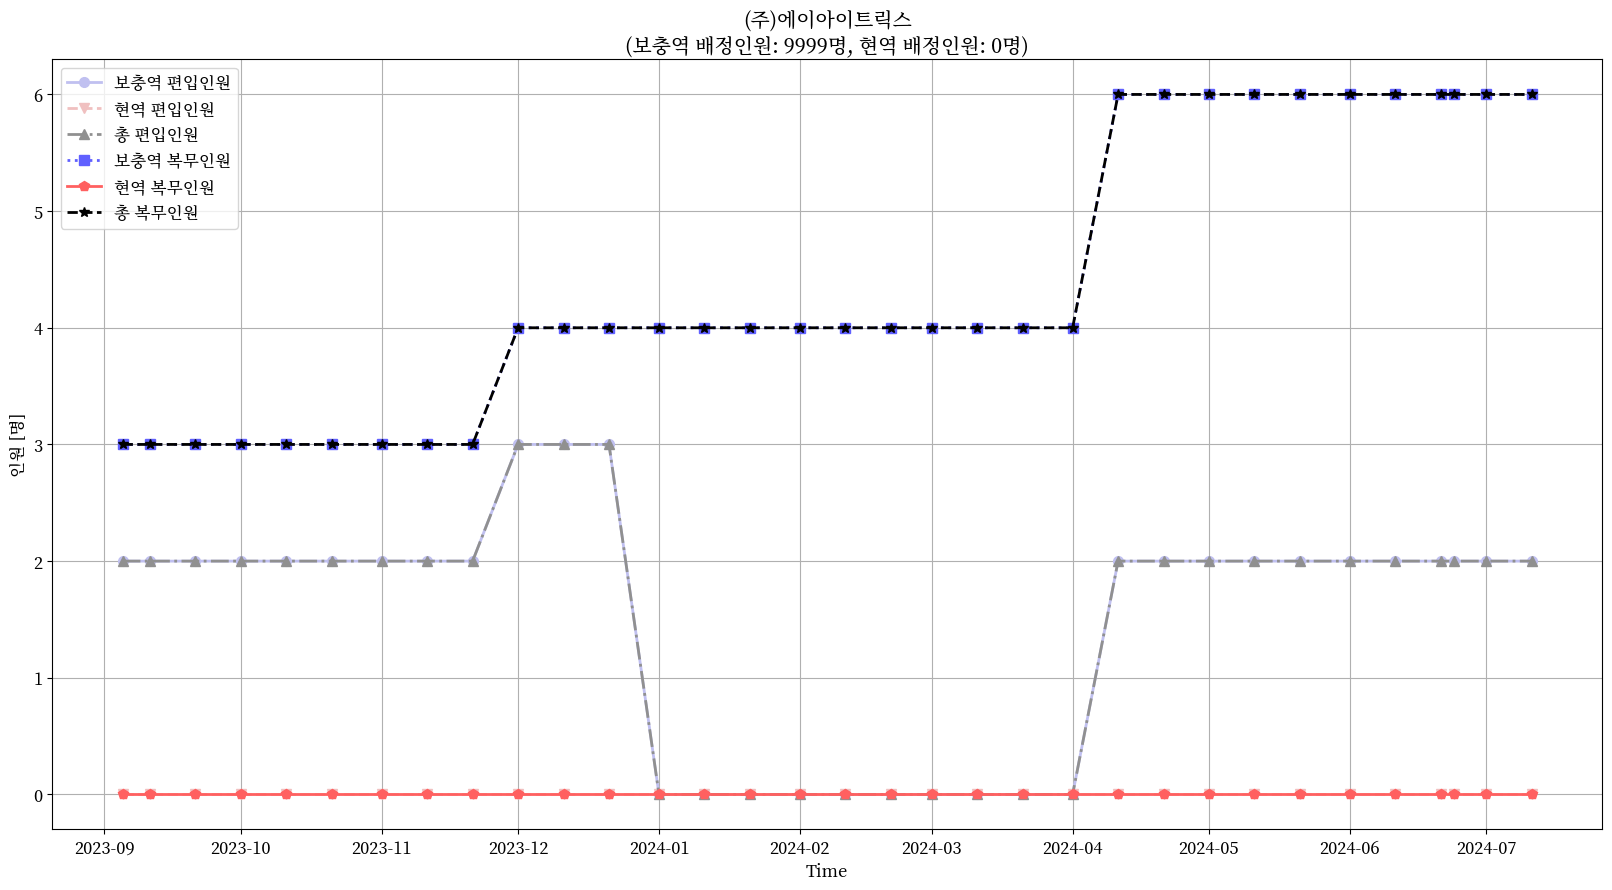 (주)에이아이트릭스
(보충역 배정인원: 9999명, 현역 배정인원: 0명)
보충역 편입인원
현역 편입인원
총 편입인원
보충역 복무인원
현역 복무인원
총 복무인원
인원 [명]
6
5
4
3
2
1
0
2023-09 2023-10 2023-11 2023-12 2024-01 2024-02 2024-03 2024-04 2024-05 2024-06 2024-07
Time